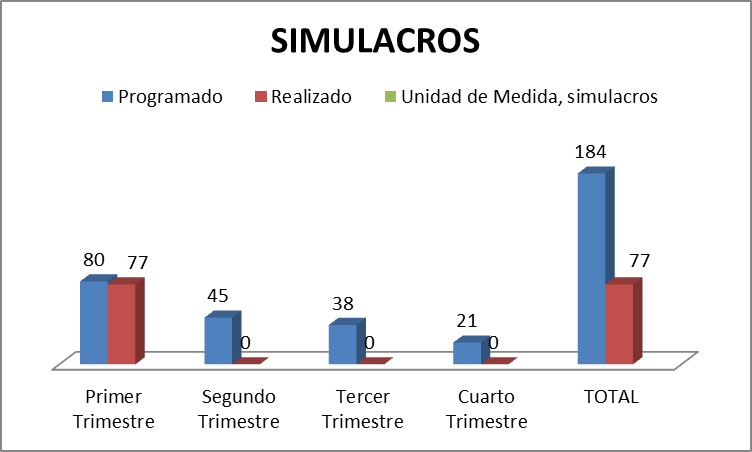 SIMULACROS
Programado Realizado Unidad de Medida, simulacros
184
80 77 77
45
38
21
0 0 0
Primer Segundo Tercer Cuarto TOTAL
Trimestre Trimestre Trimestre Trimestre